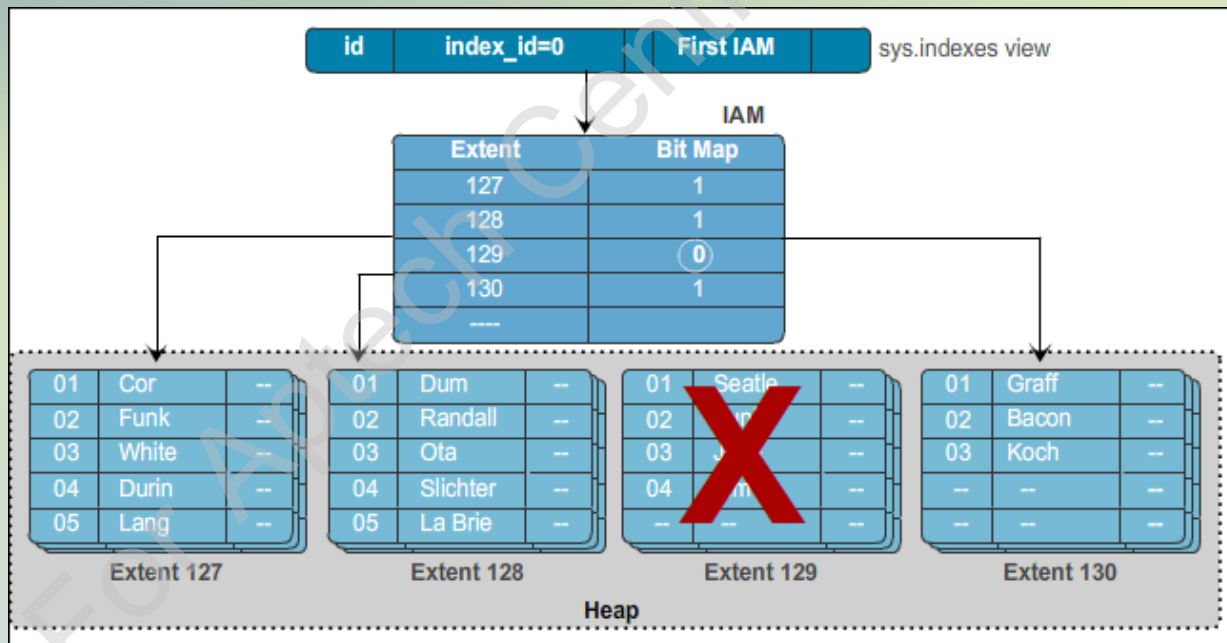 id index_id=0 First IAM
sys.indexes view
IAM
Extent Bit Map
127 1
128 1
129 0
130 1
----
01 Cor --
02 Funk --
03 White --
04 Durin --
05 Lang --
Extent 127
01 Dum --
02 Randall --
03 Ota --
04 Slichter --
05 La Brie --
Extent 128
01 Seatle --
02 --
03 --
04 --
-- -- --
X
Extent 129
01 Graff --
02 Bacon --
03 Koch --
-- -- --
-- -- --
Extent 130
Heap
For Aptech Cent